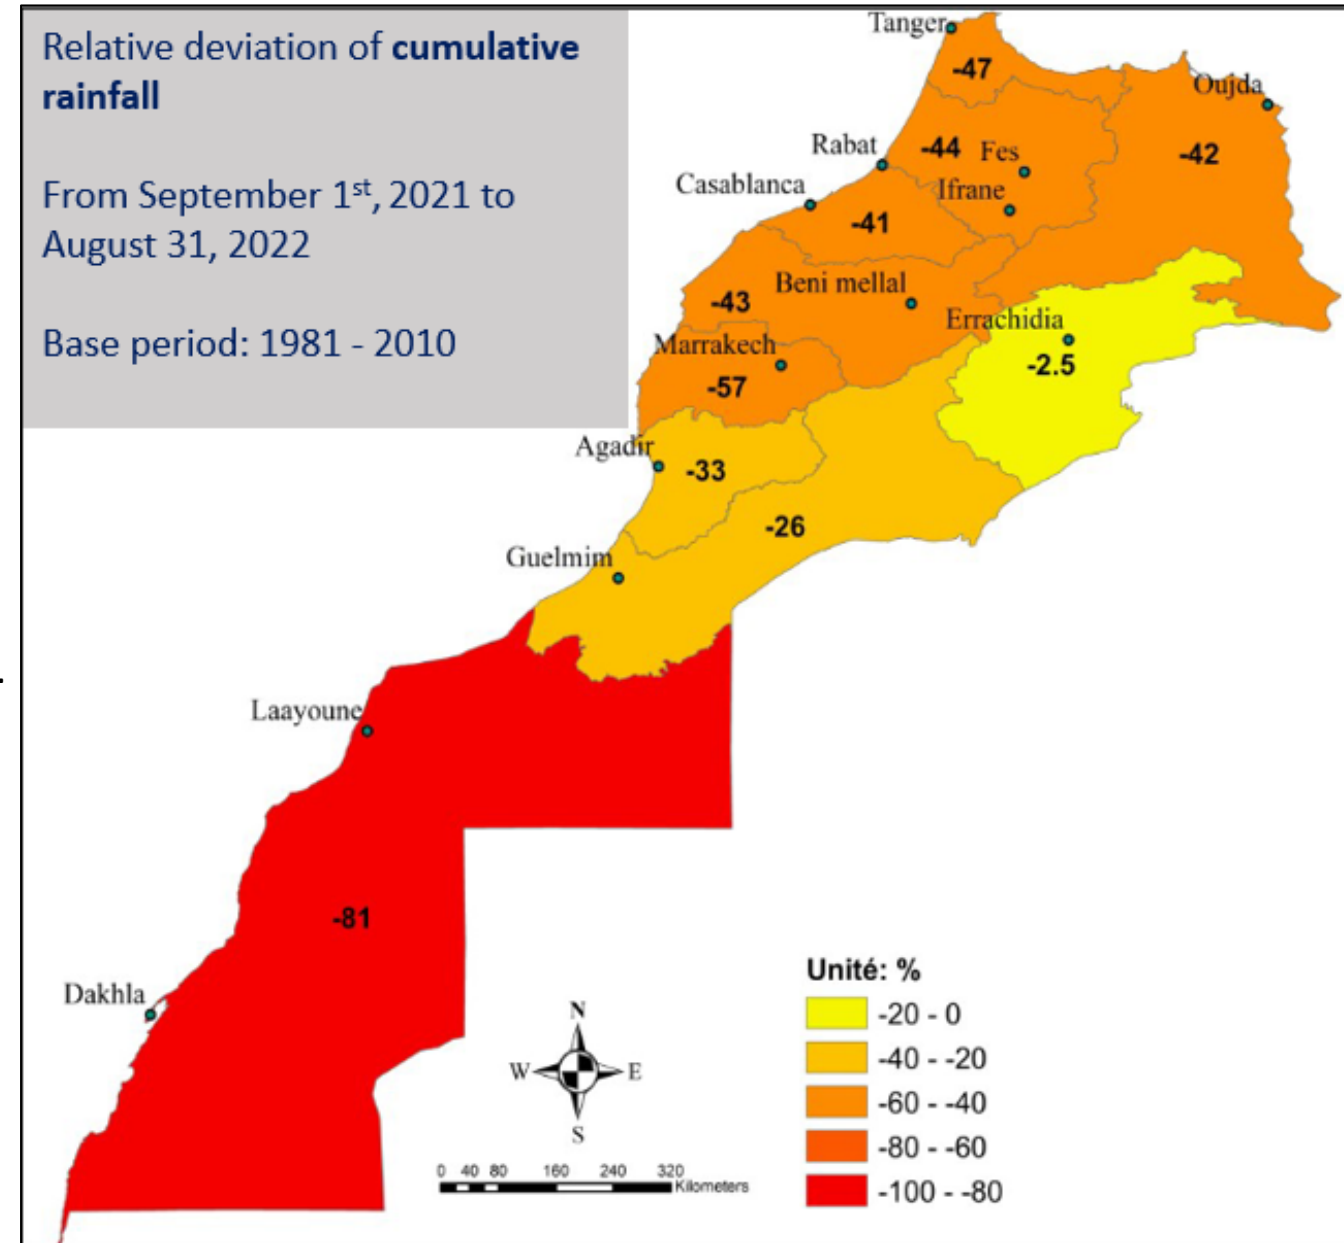 Relative deviation of cumulative
rainfall
From September 1st, 2021 to
August 31, 2022
Base period: 1981 - 2010
Tanger
-47
Oujda
Rabat
-44
Fes
-42
Casablanca
Ifrane
-41
-43
Beni mellal
Errachidia
Marrakech
-2.5
-57
Agadir
-33
-26
Guelmim
.
Laayoune
-81
Dakhla
N
W
E
S
0 40 80 160 240 320
Kilometers
Unité: %
-20 - 0
-40 - -20
-60 - -40
-80 - -60
-100 - -80